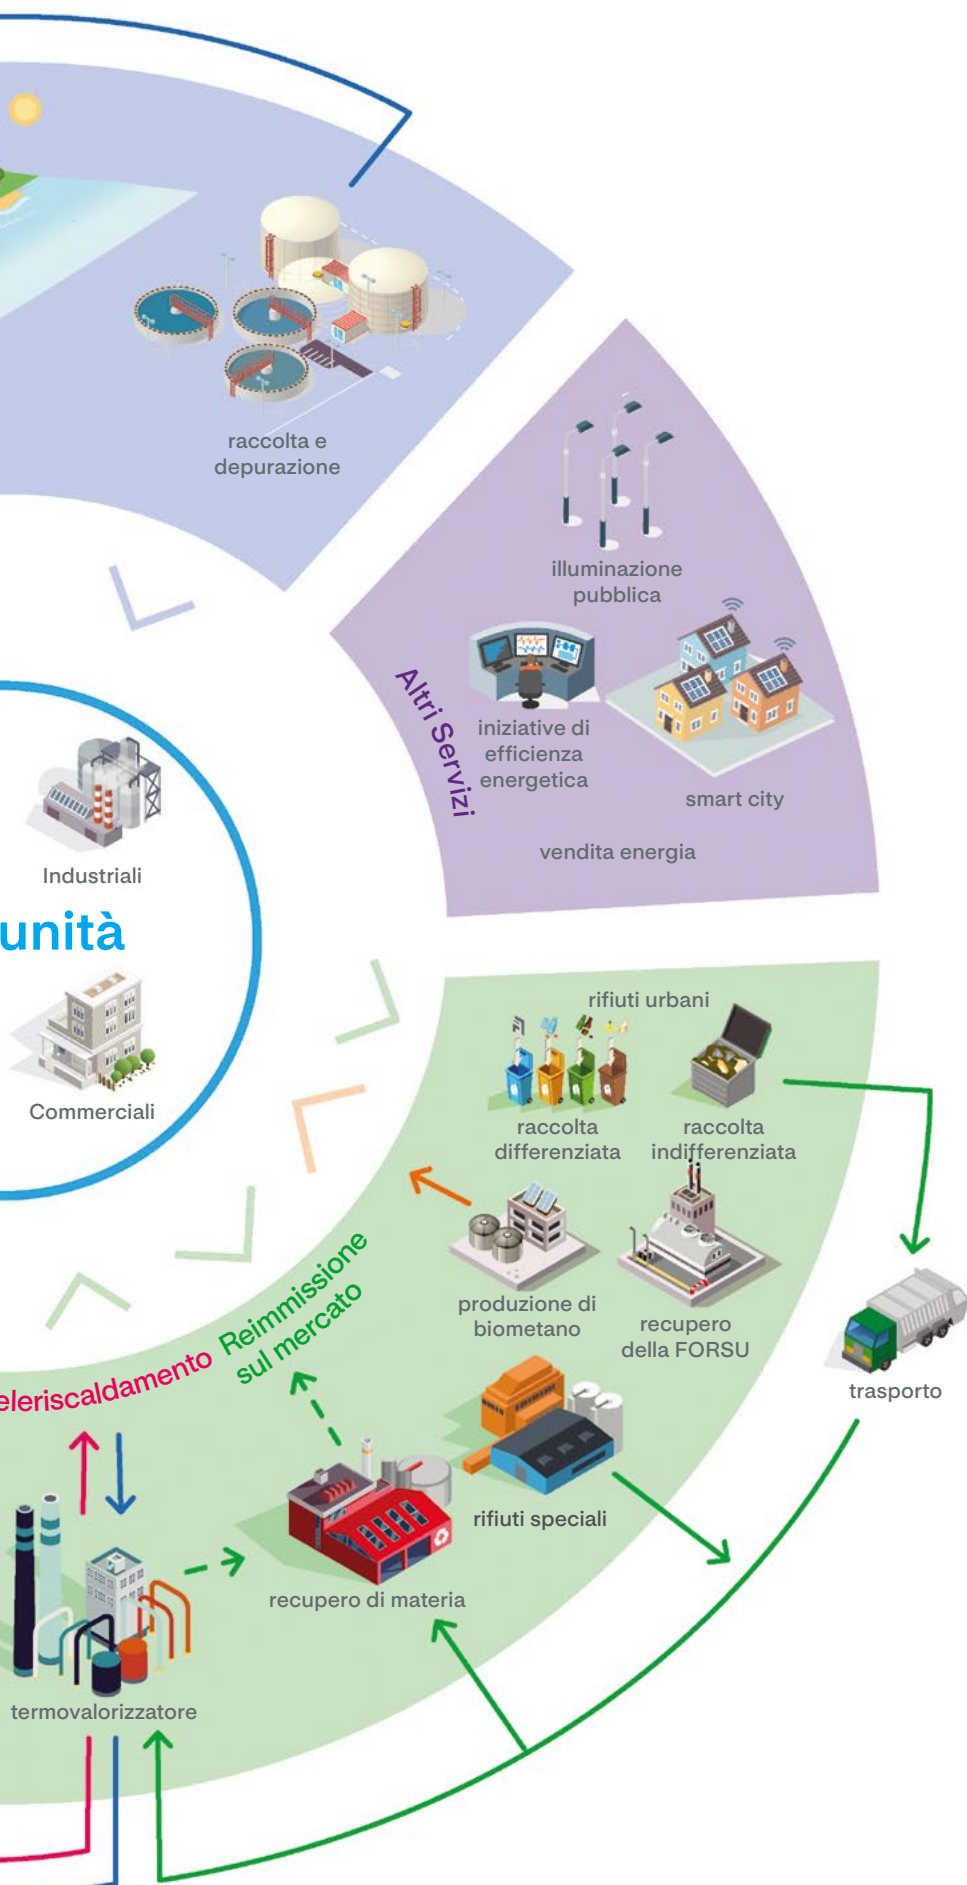 raccolta e
depurazione
illuminazione
pubblica
Altri Servizi
iniziative di
efficienza
energetica
smart city
vendita energia
Industriali
unità
Commerciali
rifiuti urbani
raccolta
differenziata
raccolta
indifferenziata
produzione di
biometano
recupero
della FORSU
trasporto
Reimmissione
sul mercato
eleriscaldamento
rifiuti speciali
recupero di materia
termovalorizzatore